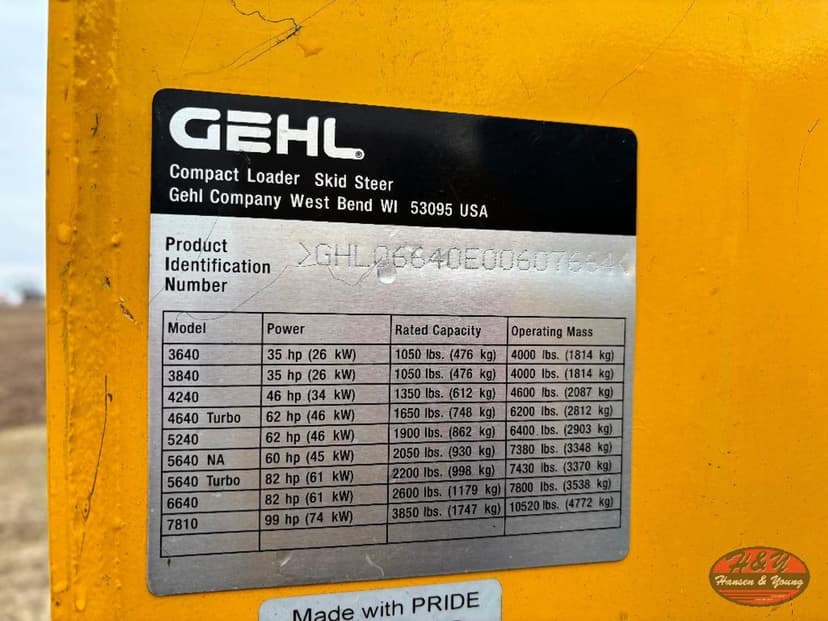 GEHL®
Compact Loader Skid Steer
Gehl Company West Bend WI 53095 USA
Product
Identification
Number
>GHL06640E00607664<
Model Power Rated Capacity Operating Mass
3640 35 hp (26 kW) 1050 lbs. (476 kg) 4000 lbs. (1814 kg)
3840 35 hp (26 kW) 1050 lbs. (476 kg) 4000 lbs. (1814 kg)
4240 46 hp (34 kW) 1350 lbs. (612 kg) 4600 lbs. (2087 kg)
4640 Turbo 62 hp (46 kW) 1650 lbs. (748 kg) 6200 lbs. (2812 kg)
5240 62 hp (46 kW) 1900 lbs. (862 kg) 6400 lbs. (2903 kg)
5640 NA 60 hp (45 kW) 2050 lbs. (930 kg) 7380 lbs. (3348 kg)
5640 Turbo 82 hp (61 kW) 2200 lbs. (998 kg) 7430 lbs. (3370 kg)
6640 82 hp (61 kW) 2600 lbs. (1179 kg) 7800 lbs. (3538 kg)
7810 99 hp (74 kW) 3850 lbs. (1747 kg) 10520 lbs. (4772 kg)
Made with PRIDE
H&Y
Hansen & Young